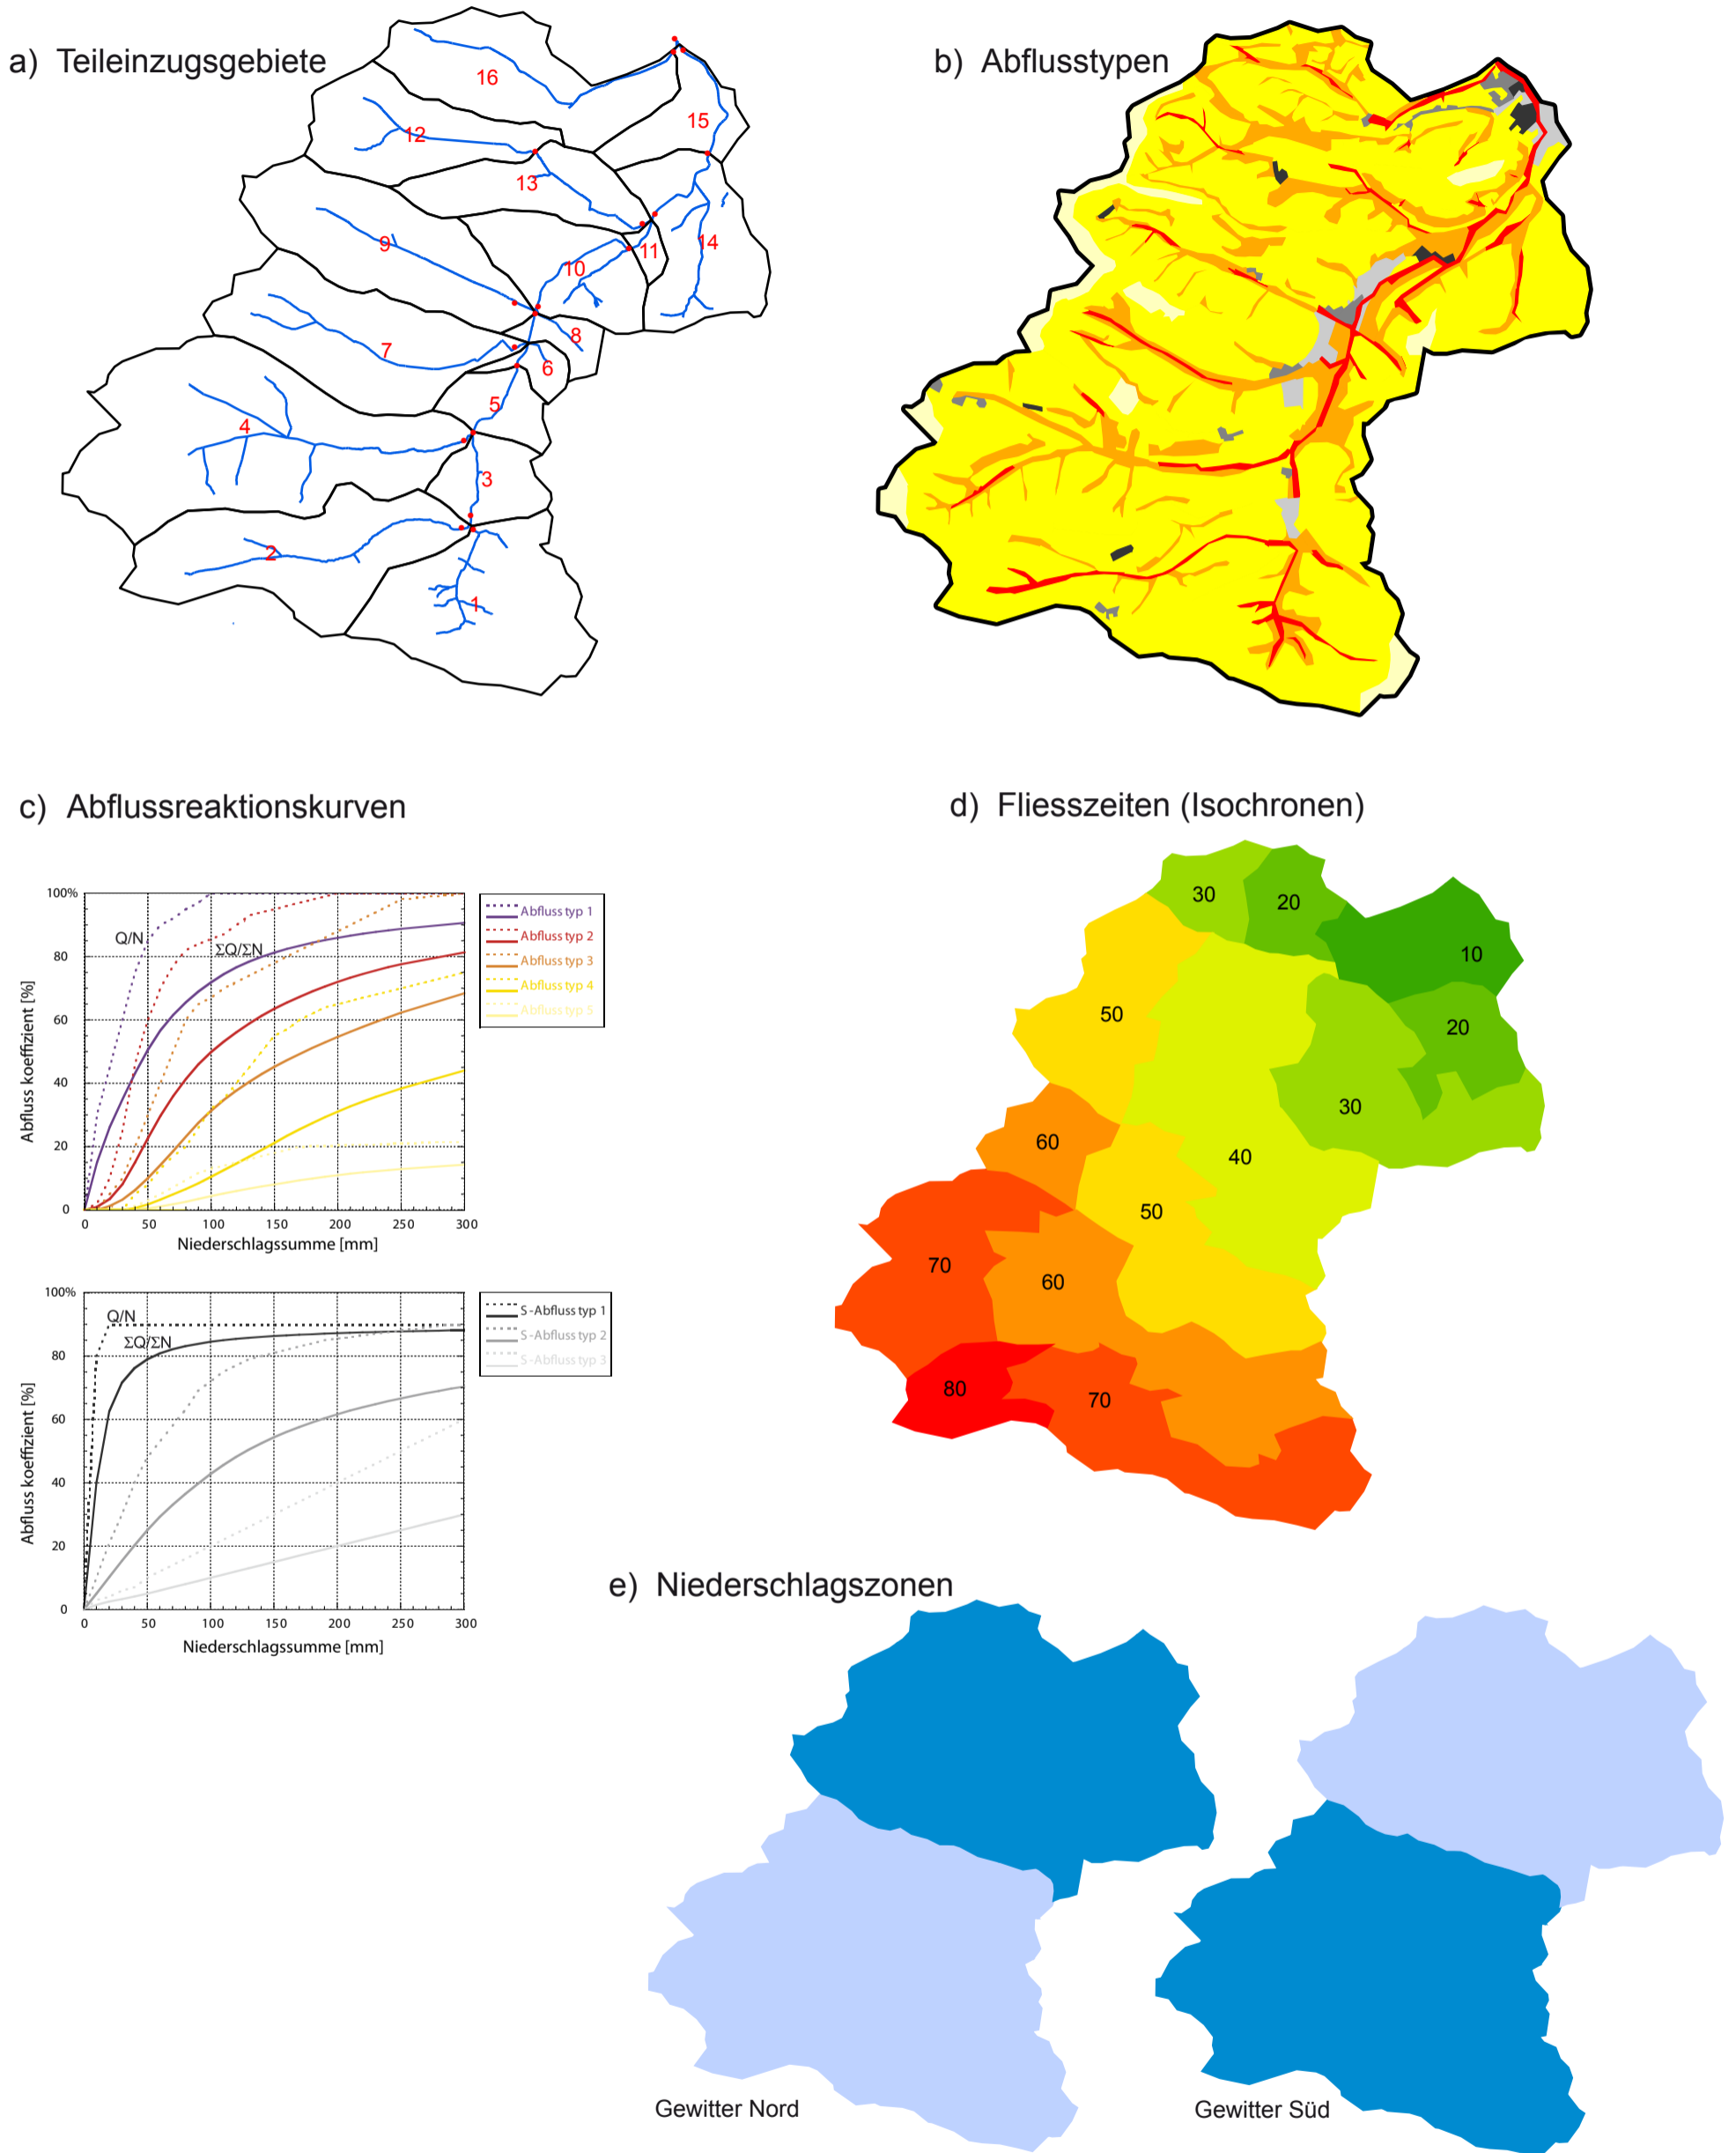 a) Teileinzugsgebiete
16
15
12
13
14
9
11
10
8
7
6
5
4
3
2
1
b) Abflusstypen
c) Abflussreaktionskurven
100%
80
60
40
20
0
Abfluss koeffizient [%]
Q/N
ΣQ/ΣN
0 50 100 150 200 250 300
Niederschlagssumme [mm]
Abfluss typ 1
Abfluss typ 2
Abfluss typ 3
Abfluss typ 4
Abfluss typ 5
100%
80
60
40
20
0
Abfluss koeffizient [%]
Q/N
ΣQ/ΣN
0 50 100 150 200 250 300
Niederschlagssumme [mm]
S-Abfluss typ 1
S-Abfluss typ 2
S-Abfluss typ 3
d) Fliesszeiten (Isochronen)
30
20
10
50
20
30
60
40
50
70
60
80
70
e) Niederschlagszonen
Gewitter Nord
Gewitter Süd